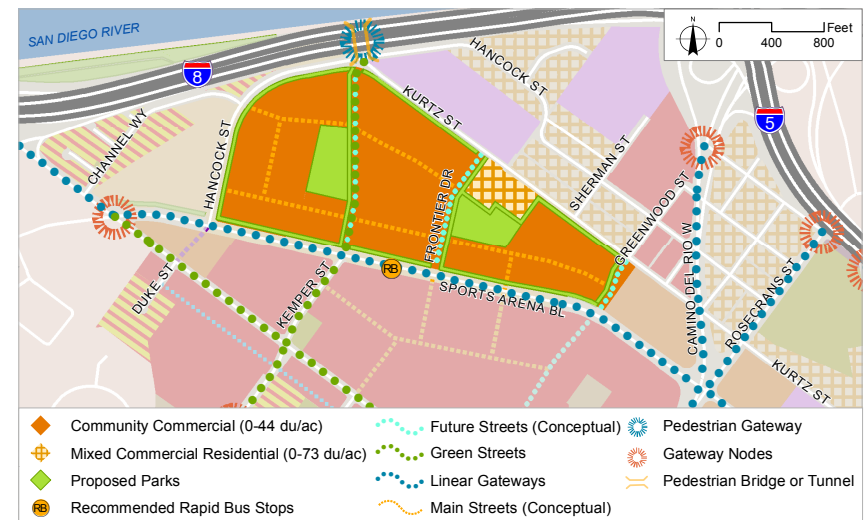 SAN DIEGO RIVER
8
N
0 400 800
Feet
HANCOCK ST
5
KURTZ ST
CHANNEL WY
HANCOCK ST
SHERMAN ST
FRONTIER DR
GREENWOOD ST
CAMINO DEL RIO W
DUKE ST
KEMPER ST
RB
SPORTS ARENA BL
ROSECRANS ST
KURTZ ST
Community Commercial (0-44 du/ac)
Mixed Commercial Residential (0-73 du/ac)
Proposed Parks
RB Recommended Rapid Bus Stops
Future Streets (Conceptual)
Green Streets
Linear Gateways
Main Streets (Conceptual)
Pedestrian Gateway
Gateway Nodes
Pedestrian Bridge or Tunnel